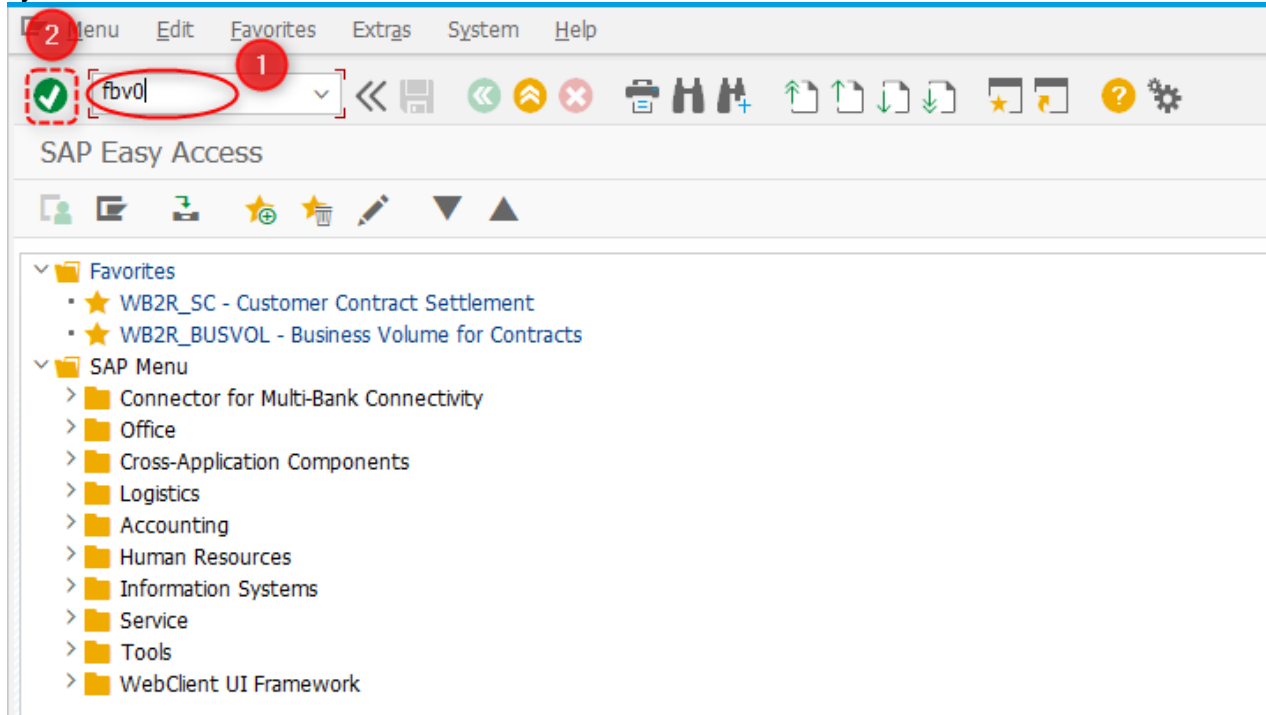 Menu Edit Favorites Extras System Help
2
1
fbv0
SAP Easy Access
Favorites
WB2R_SC - Customer Contract Settlement
WB2R_BUSVOL - Business Volume for Contracts
SAP Menu
Connector for Multi-Bank Connectivity
Office
Cross-Application Components
Logistics
Accounting
Human Resources
Information Systems
Service
Tools
WebClient UI Framework